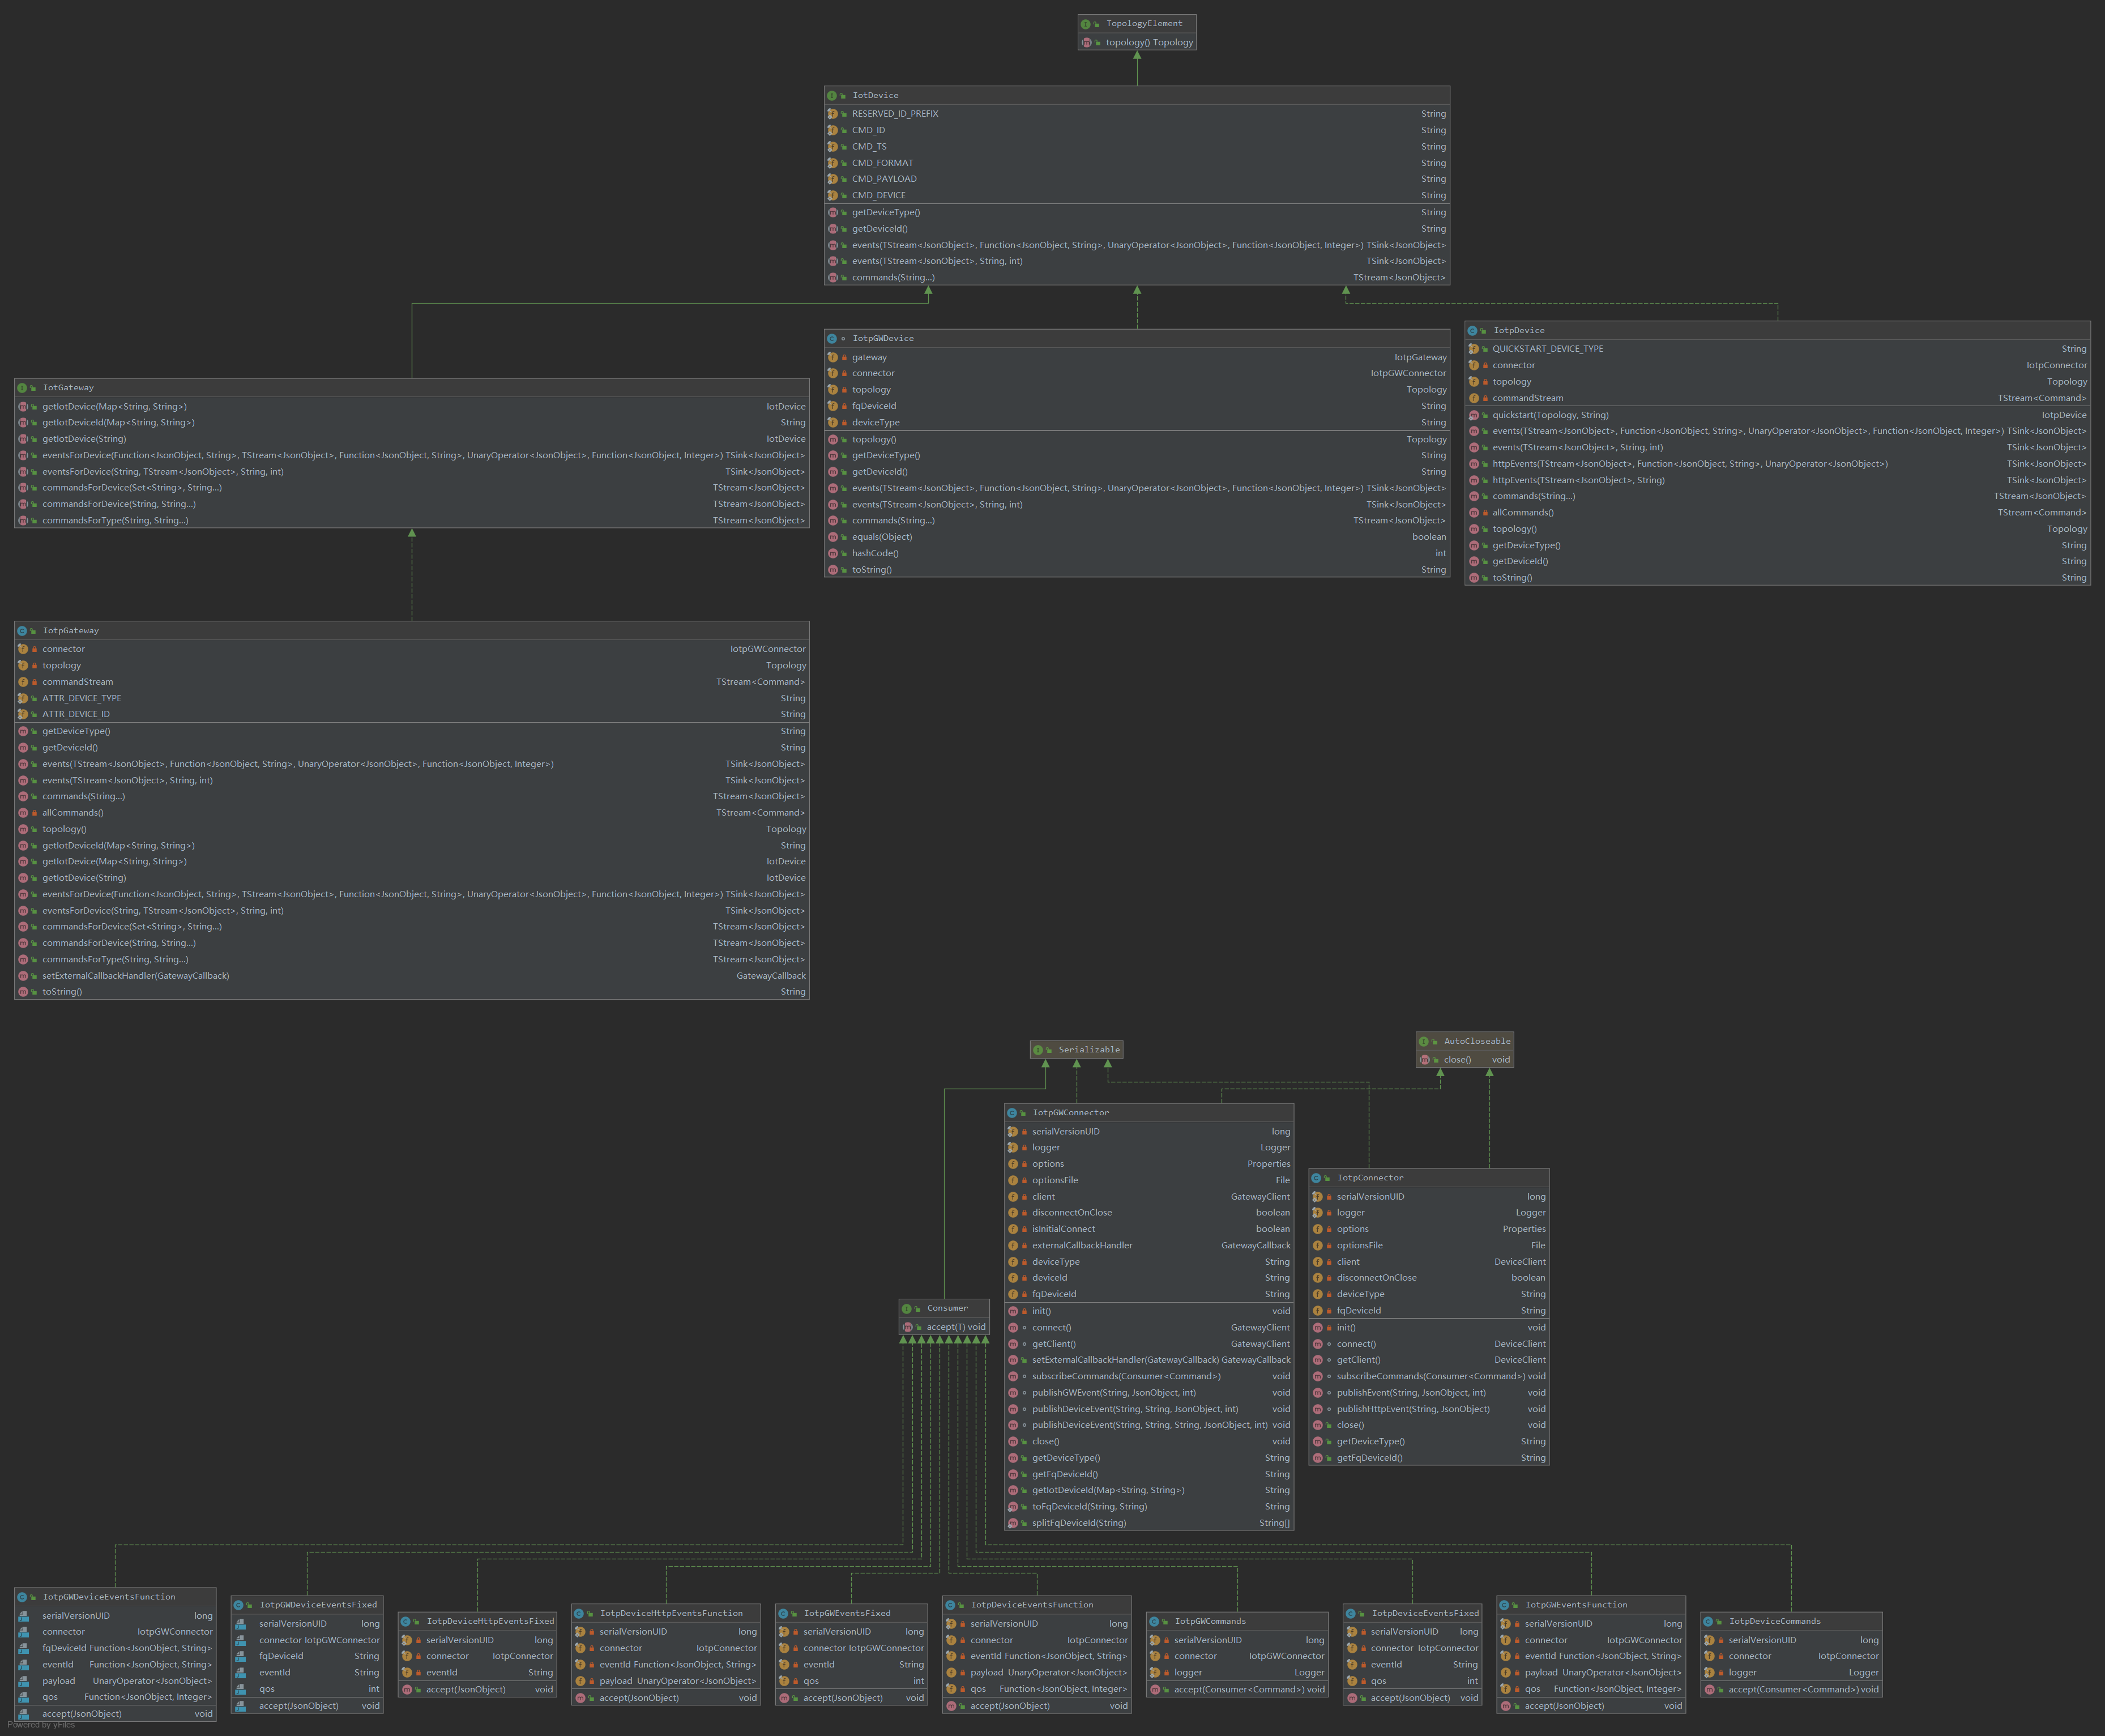 TopologyElement
topology() Topology
IotDevice
RESERVED_ID_PREFIX String
CMD_ID String
CMD_TS String
CMD_FORMAT String
CMD_PAYLOAD String
CMD_DEVICE String
getDeviceType() String
getDeviceId() String
events(TStream<JsonObject>, Function<JsonObject, String>, UnaryOperator<JsonObject>, Function<JsonObject, Integer>) TSink<JsonObject>
events(TStream<JsonObject>, String, int) TSink<JsonObject>
commands(String...) TStream<JsonObject>
IotGateway
getIotDevice(Map<String, String>) IotDevice
getIotDeviceId(Map<String, String>) String
getIotDevice(String) IotDevice
eventsForDevice(Function<JsonObject, String>, TStream<JsonObject>, Function<JsonObject, String>, UnaryOperator<JsonObject>, Function<JsonObject, Integer>) TSink<JsonObject>
eventsForDevice(String, TStream<JsonObject>, String, int) TSink<JsonObject>
commandsForDevice(Set<String>, String...) TStream<JsonObject>
commandsForDevice(String, String...) TStream<JsonObject>
commandsForType(String, String...) TStream<JsonObject>
IotpGWDevice
gateway IotpGateway
connector IotpGWConnector
topology Topology
fqDeviceId String
deviceType String
topology() Topology
getDeviceType() String
getDeviceId() String
events(TStream<JsonObject>, Function<JsonObject, String>, UnaryOperator<JsonObject>, Function<JsonObject, Integer>) TSink<JsonObject>
events(TStream<JsonObject>, String, int) TSink<JsonObject>
commands(String...) TStream<JsonObject>
equals(Object) boolean
hashCode() int
toString() String
IotpDevice
QUICKSTART_DEVICE_TYPE String
connector IotpConnector
topology Topology
commandStream TStream<Command>
quickstart(Topology, String) IotpDevice
events(TStream<JsonObject>, Function<JsonObject, String>, UnaryOperator<JsonObject>, Function<JsonObject, Integer>) TSink<JsonObject>
events(TStream<JsonObject>, String, int) TSink<JsonObject>
httpEvents(TStream<JsonObject>, Function<JsonObject, String>, UnaryOperator<JsonObject>) TSink<JsonObject>
httpEvents(TStream<JsonObject>, String) TSink<JsonObject>
commands(String...) TStream<JsonObject>
allCommands() TStream<Command>
topology() Topology
getDeviceType() String
getDeviceId() String
toString() String
IotpGateway
connector IotpGWConnector
topology Topology
commandStream TStream<Command>
ATTR_DEVICE_TYPE String
ATTR_DEVICE_ID String
getDeviceType() String
getDeviceId() String
events(TStream<JsonObject>, Function<JsonObject, String>, UnaryOperator<JsonObject>, Function<JsonObject, Integer>) TSink<JsonObject>
events(TStream<JsonObject>, String, int) TSink<JsonObject>
commands(String...) TStream<JsonObject>
allCommands() TStream<Command>
topology() Topology
getIotDeviceId(Map<String, String>) String
getIotDevice(Map<String, String>) IotDevice
getIotDevice(String) IotDevice
eventsForDevice(Function<JsonObject, String>, TStream<JsonObject>, Function<JsonObject, String>, UnaryOperator<JsonObject>, Function<JsonObject, Integer>) TSink<JsonObject>
eventsForDevice(String, TStream<JsonObject>, String, int) TSink<JsonObject>
commandsForDevice(Set<String>, String...) TStream<JsonObject>
commandsForDevice(String, String...) TStream<JsonObject>
commandsForType(String, String...) TStream<JsonObject>
setExternalCallbackHandler(GatewayCallback) GatewayCallback
toString() String
Serializable
AutoCloseable
close() void
IotpGWConnector
serialVersionUID long
logger Logger
options Properties
optionsFile File
client GatewayClient
disconnectOnClose boolean
isInitialConnect boolean
externalCallbackHandler GatewayCallback
deviceType String
deviceId String
fqDeviceId String
init() void
connect() GatewayClient
getClient() GatewayClient
setExternalCallbackHandler(GatewayCallback) GatewayCallback
subscribeCommands(Consumer<Command>) void
publishGWEvent(String, JsonObject, int) void
publishDeviceEvent(String, String, JsonObject, int) void
publishDeviceEvent(String, String, String, JsonObject, int) void
close() void
getDeviceType() String
getFqDeviceId() String
getIotDeviceId(Map<String, String>) String
toFqDeviceId(String, String) String
splitFqDeviceId(String) String[]
IotpConnector
serialVersionUID long
logger Logger
options Properties
optionsFile File
client DeviceClient
disconnectOnClose boolean
deviceType String
fqDeviceId String
init() void
connect() DeviceClient
getClient() DeviceClient
subscribeCommands(Consumer<Command>) void
publishEvent(String, JsonObject, int) void
publishHttpEvent(String, JsonObject) void
close() void
getDeviceType() String
getFqDeviceId() String
Consumer
accept(T) void
IotpGWDeviceEventsFunction
serialVersionUID long
connector IotpGWConnector
fqDeviceId Function<JsonObject, String>
eventId Function<JsonObject, String>
payload UnaryOperator<JsonObject>
qos Function<JsonObject, Integer>
accept(JsonObject) void
IotpGWDeviceEventsFixed
serialVersionUID long
connector IotpGWConnector
fqDeviceId String
eventId String
qos int
accept(JsonObject) void
IotpDeviceHttpEventsFixed
serialVersionUID long
connector IotpConnector
eventId String
accept(JsonObject) void
IotpDeviceHttpEventsFunction
serialVersionUID long
connector IotpConnector
eventId Function<JsonObject, String>
payload UnaryOperator<JsonObject>
accept(JsonObject) void
IotpGWEventsFixed
serialVersionUID long
connector IotpGWConnector
eventId String
qos int
accept(JsonObject) void
IotpDeviceEventsFunction
serialVersionUID long
connector IotpConnector
eventId Function<JsonObject, String>
payload UnaryOperator<JsonObject>
qos Function<JsonObject, Integer>
accept(JsonObject) void
IotpGWCommands
serialVersionUID long
connector IotpGWConnector
logger Logger
accept(Consumer<Command>) void
IotpDeviceEventsFixed
serialVersionUID long
connector IotpConnector
eventId String
qos int
accept(JsonObject) void
IotpGWEventsFunction
serialVersionUID long
connector IotpGWConnector
eventId Function<JsonObject, String>
payload UnaryOperator<JsonObject>
qos Function<JsonObject, Integer>
accept(JsonObject) void
IotpDeviceCommands
serialVersionUID long
connector IotpConnector
logger Logger
accept(Consumer<Command>) void
Powered by yFiles